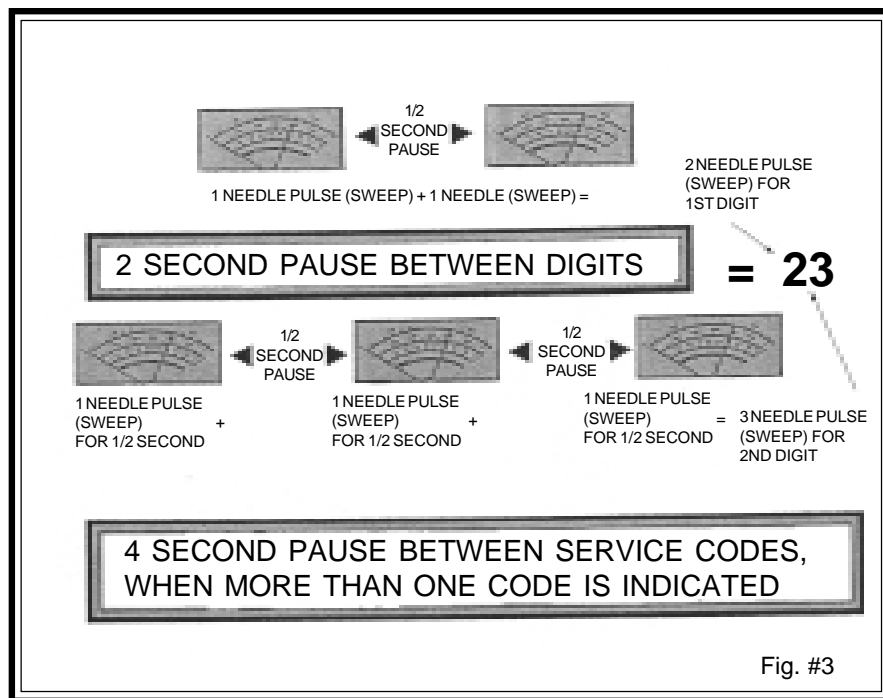 1/2
SECOND
PAUSE
1 NEEDLE PULSE (SWEEP) + 1 NEEDLE (SWEEP) =
2 NEEDLE PULSE
(SWEEP) FOR
1ST DIGIT
2 SECOND PAUSE BETWEEN DIGITS
= 23
1/2
SECOND
PAUSE
1/2
SECOND
PAUSE
1 NEEDLE PULSE
(SWEEP) +
FOR 1/2 SECOND
1 NEEDLE PULSE
(SWEEP) +
FOR 1/2 SECOND
1 NEEDLE PULSE
(SWEEP) =
FOR 1/2 SECOND
3 NEEDLE PULSE
(SWEEP) FOR
2ND DIGIT
4 SECOND PAUSE BETWEEN SERVICE CODES,
WHEN MORE THAN ONE CODE IS INDICATED
Fig. #3